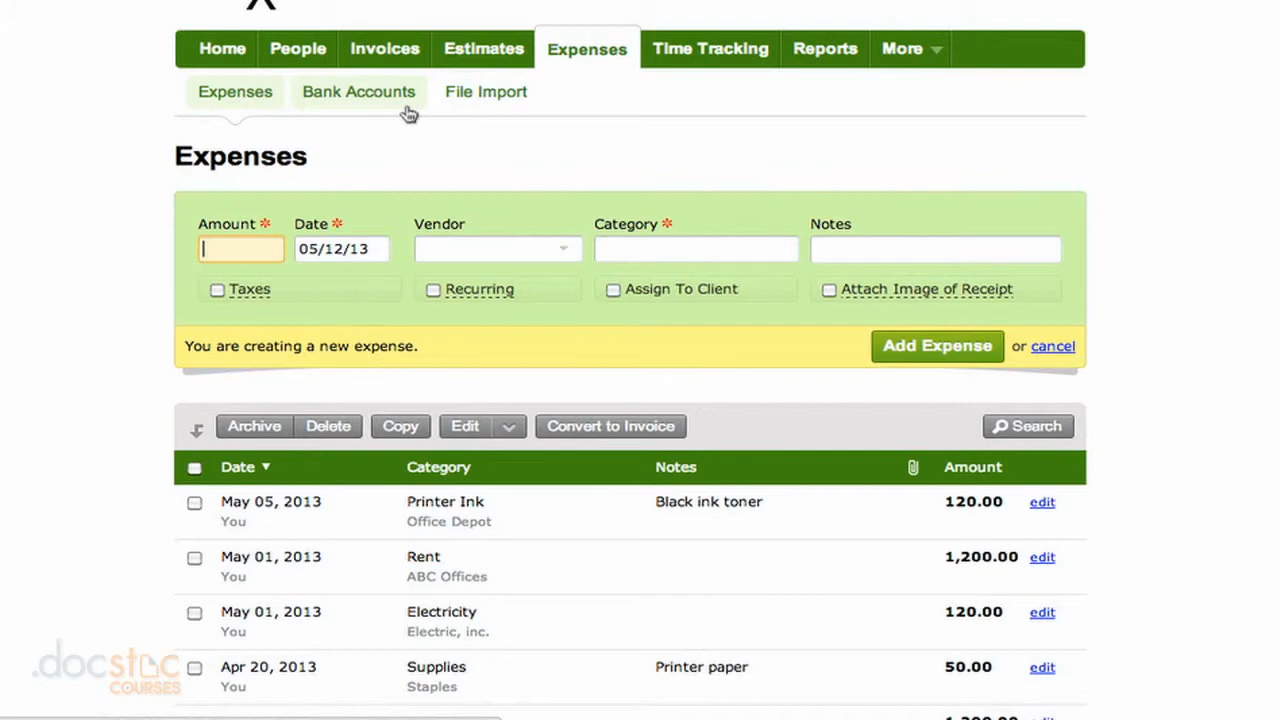 Home People Invoices Estimates Expenses Time Tracking Reports More
Expenses Bank Accounts File Import
Expenses
Amount * Date * Vendor Category * Notes
05/12/13
Taxes Recurring Assign To Client Attach Image of Receipt
You are creating a new expense. Add Expense or cancel
Archive Delete Copy Edit Convert to Invoice Search
Date Category Notes Amount
May 05, 2013 Printer Ink Black ink toner 120.00 edit
You Office Depot
May 01, 2013 Rent 1,200.00 edit
You ABC Offices
May 01, 2013 Electricity 120.00 edit
You Electric, inc.
Apr 20, 2013 Supplies Printer paper 50.00 edit
You Staples
.docstoc
COURSES